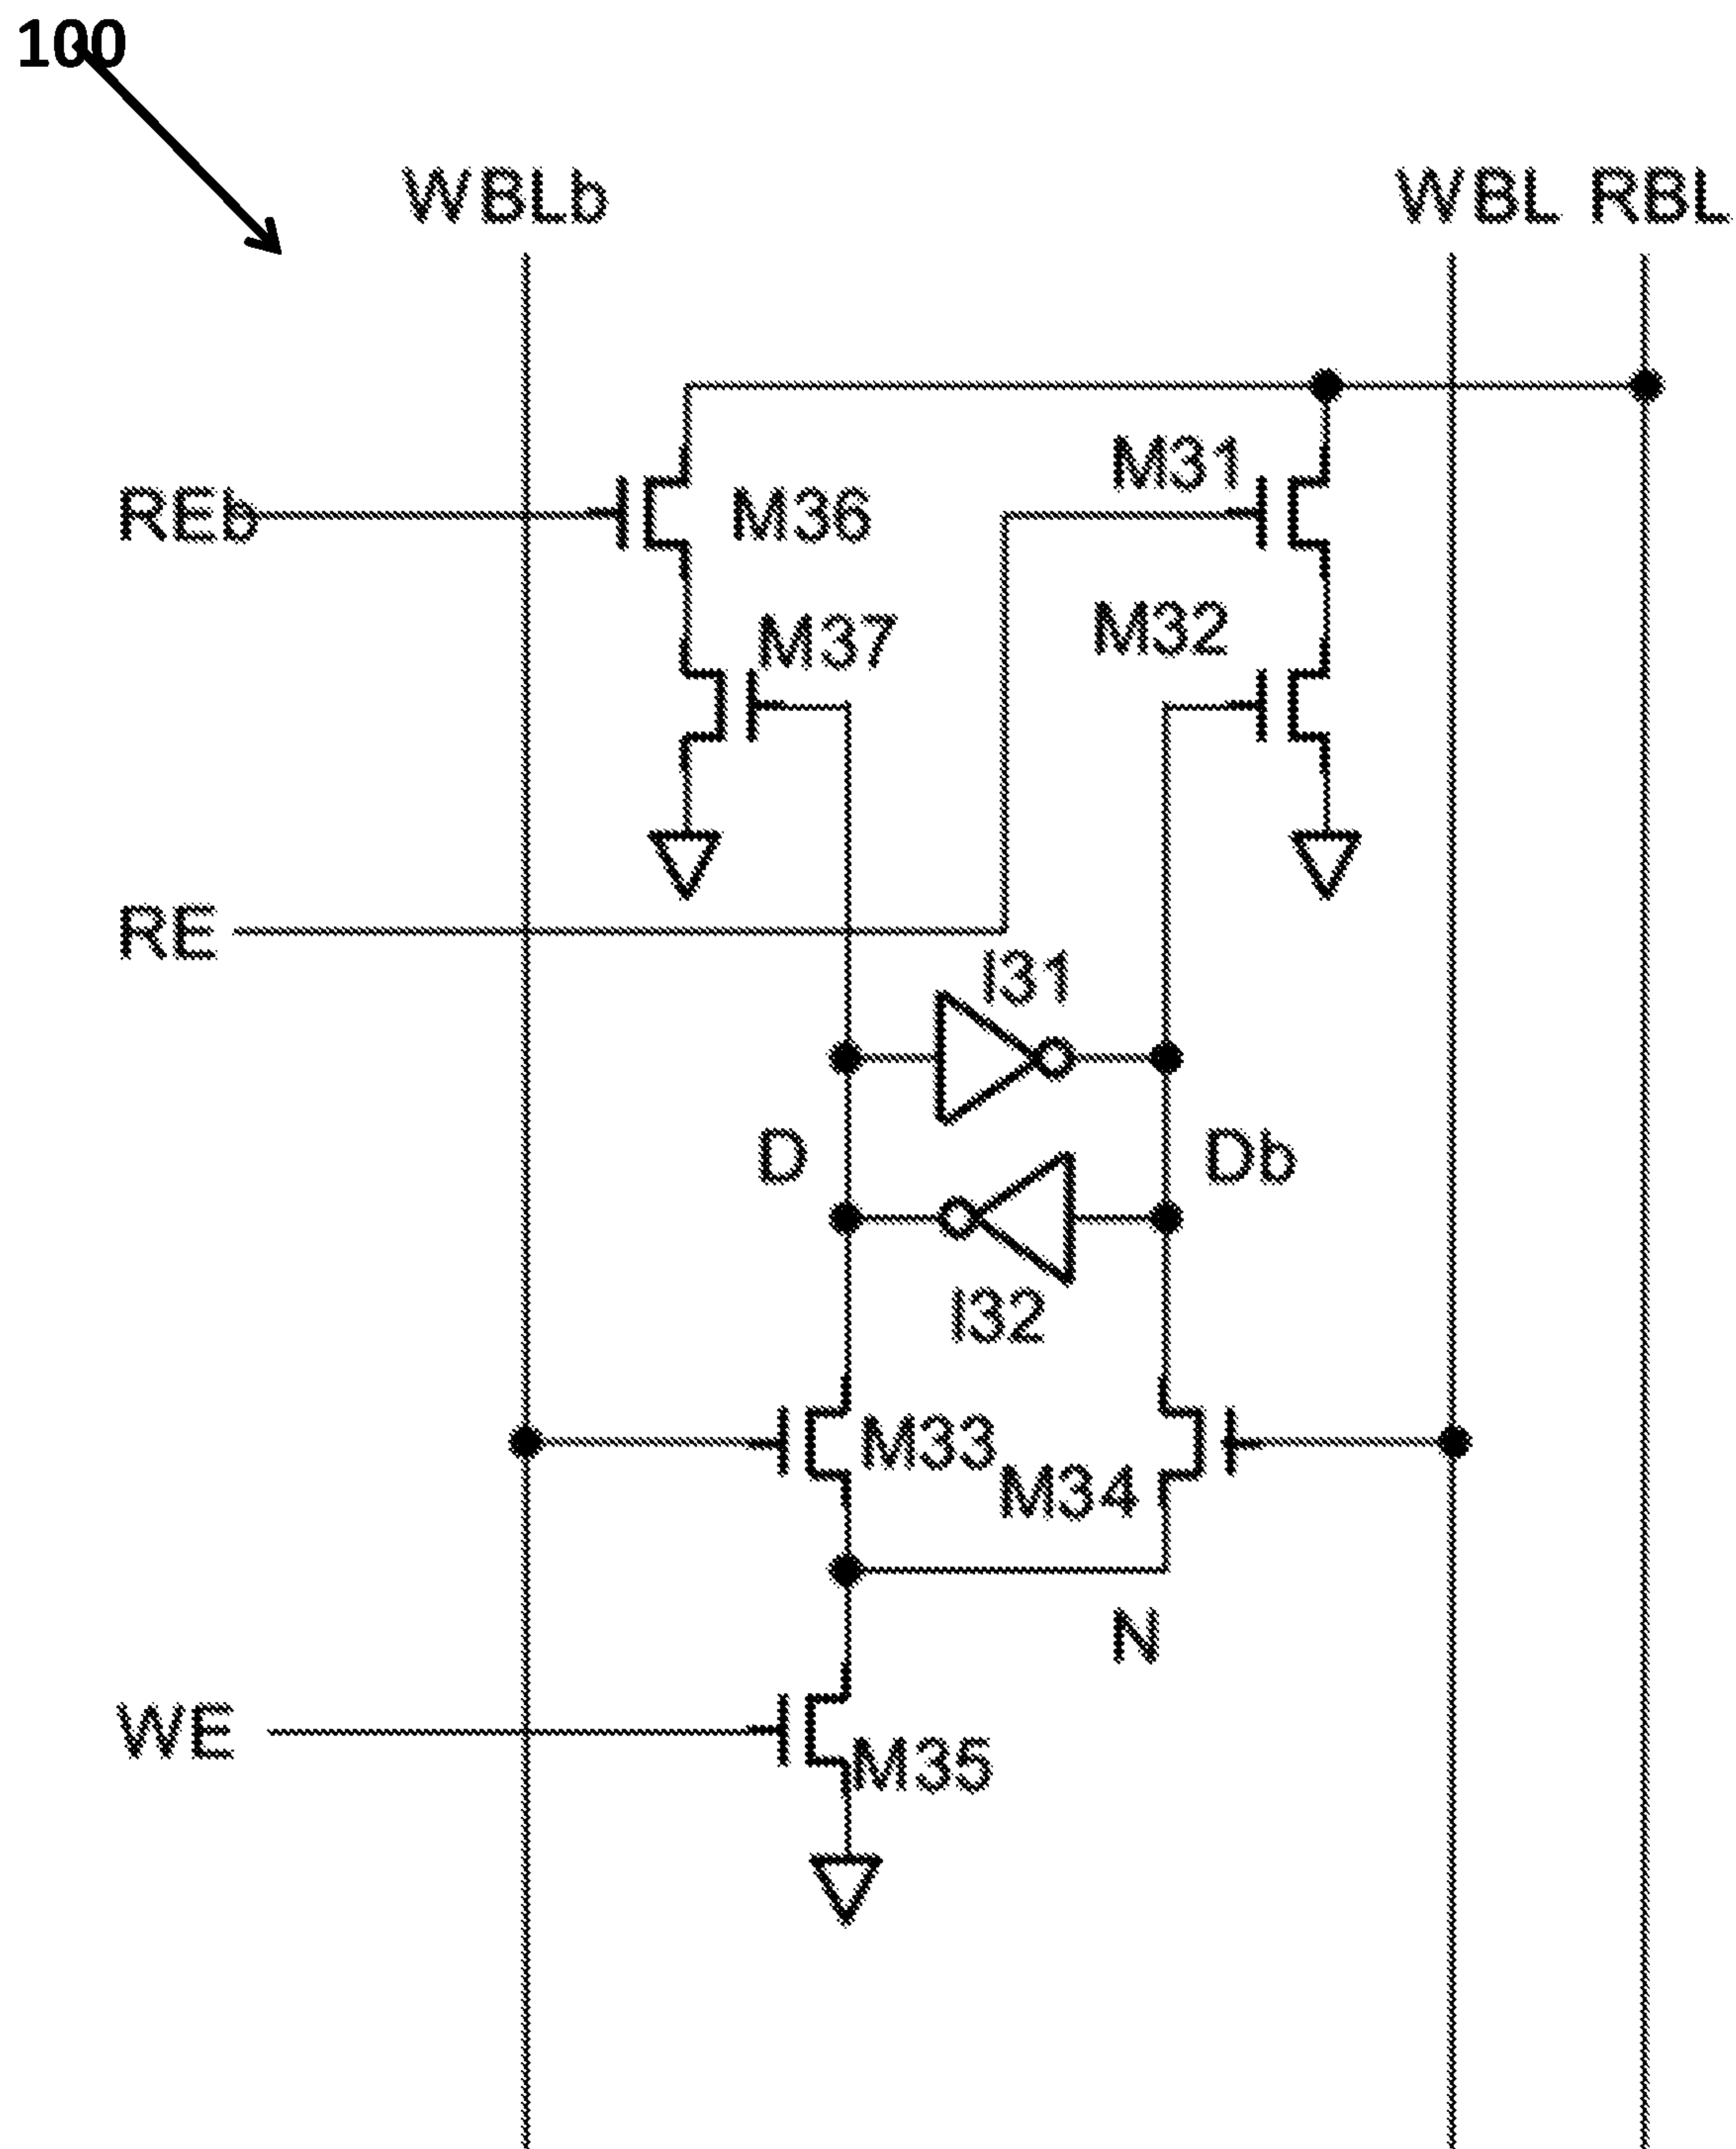 100
WBLb WBL RBL
M31
REb M36
M32
M37
RE
I31
D Db
I32
M33
M34
N
WE
M35